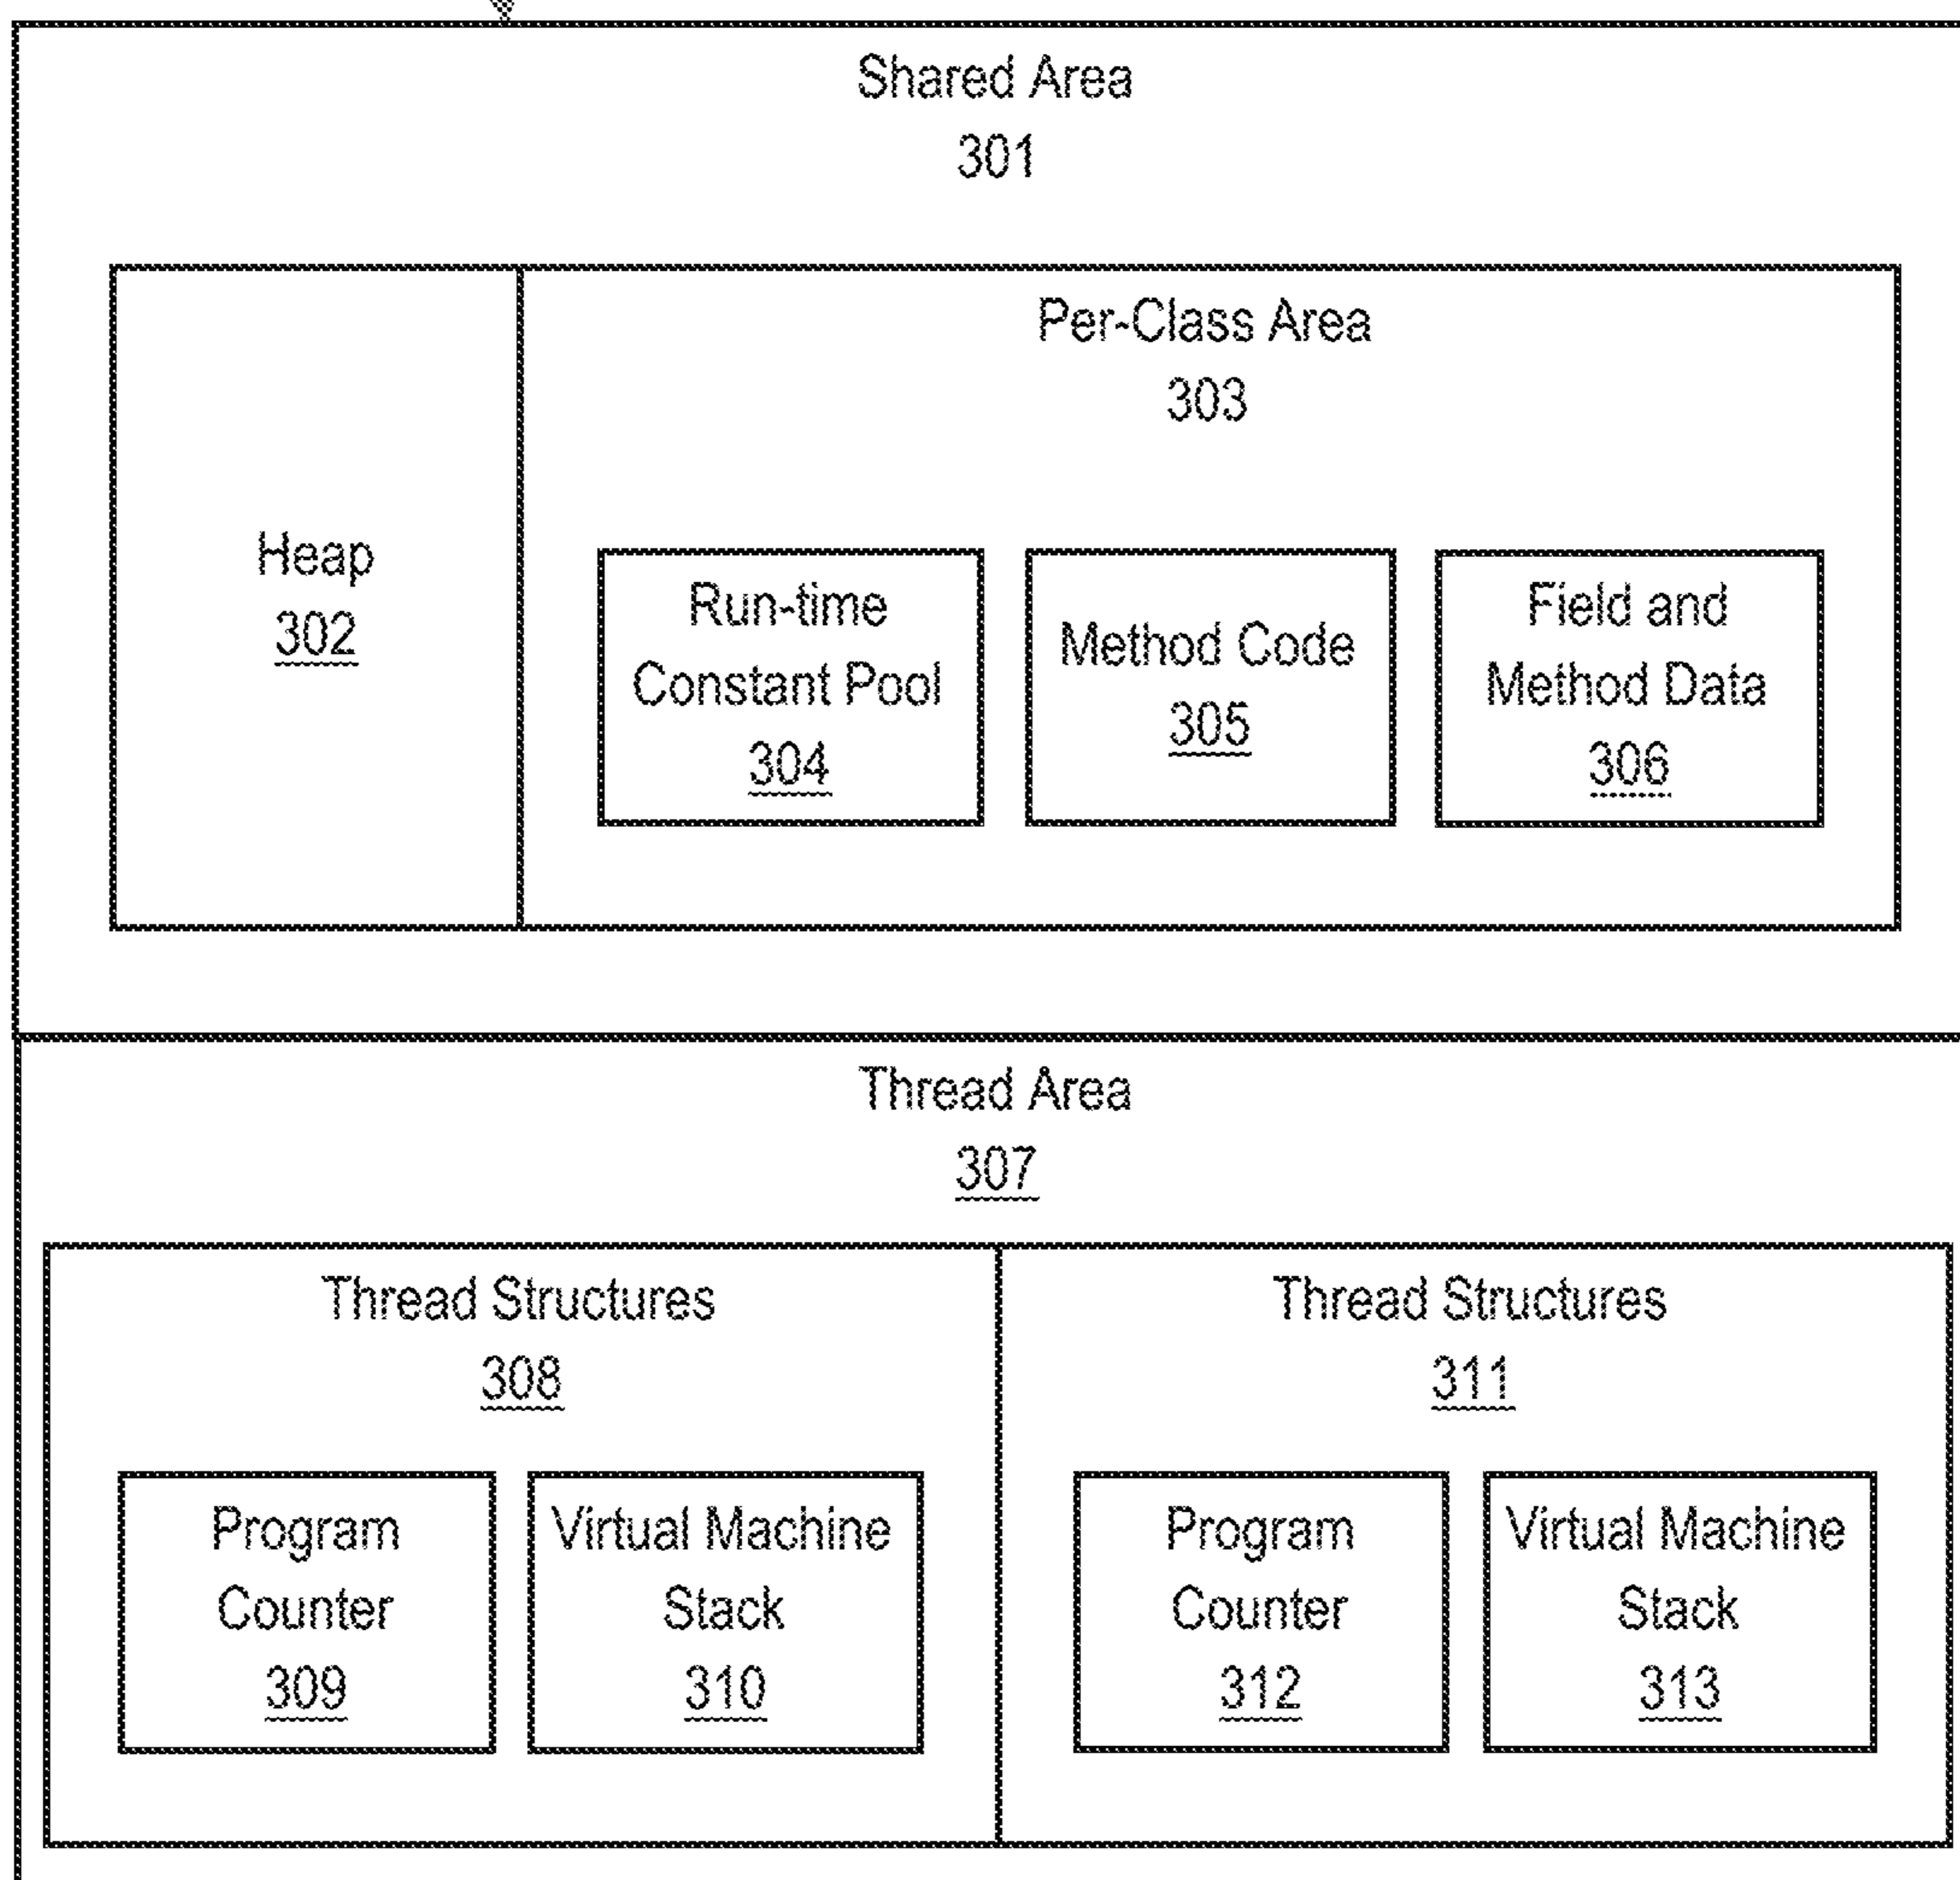 Shared Area
301
Heap
302
Per-Class Area
303
Run-time
Constant Pool
304
Method Code
305
Field and
Method Data
306
Thread Area
307
Thread Structures
308
Program
Counter
309
Virtual Machine
Stack
310
Thread Structures
311
Program
Counter
312
Virtual Machine
Stack
313